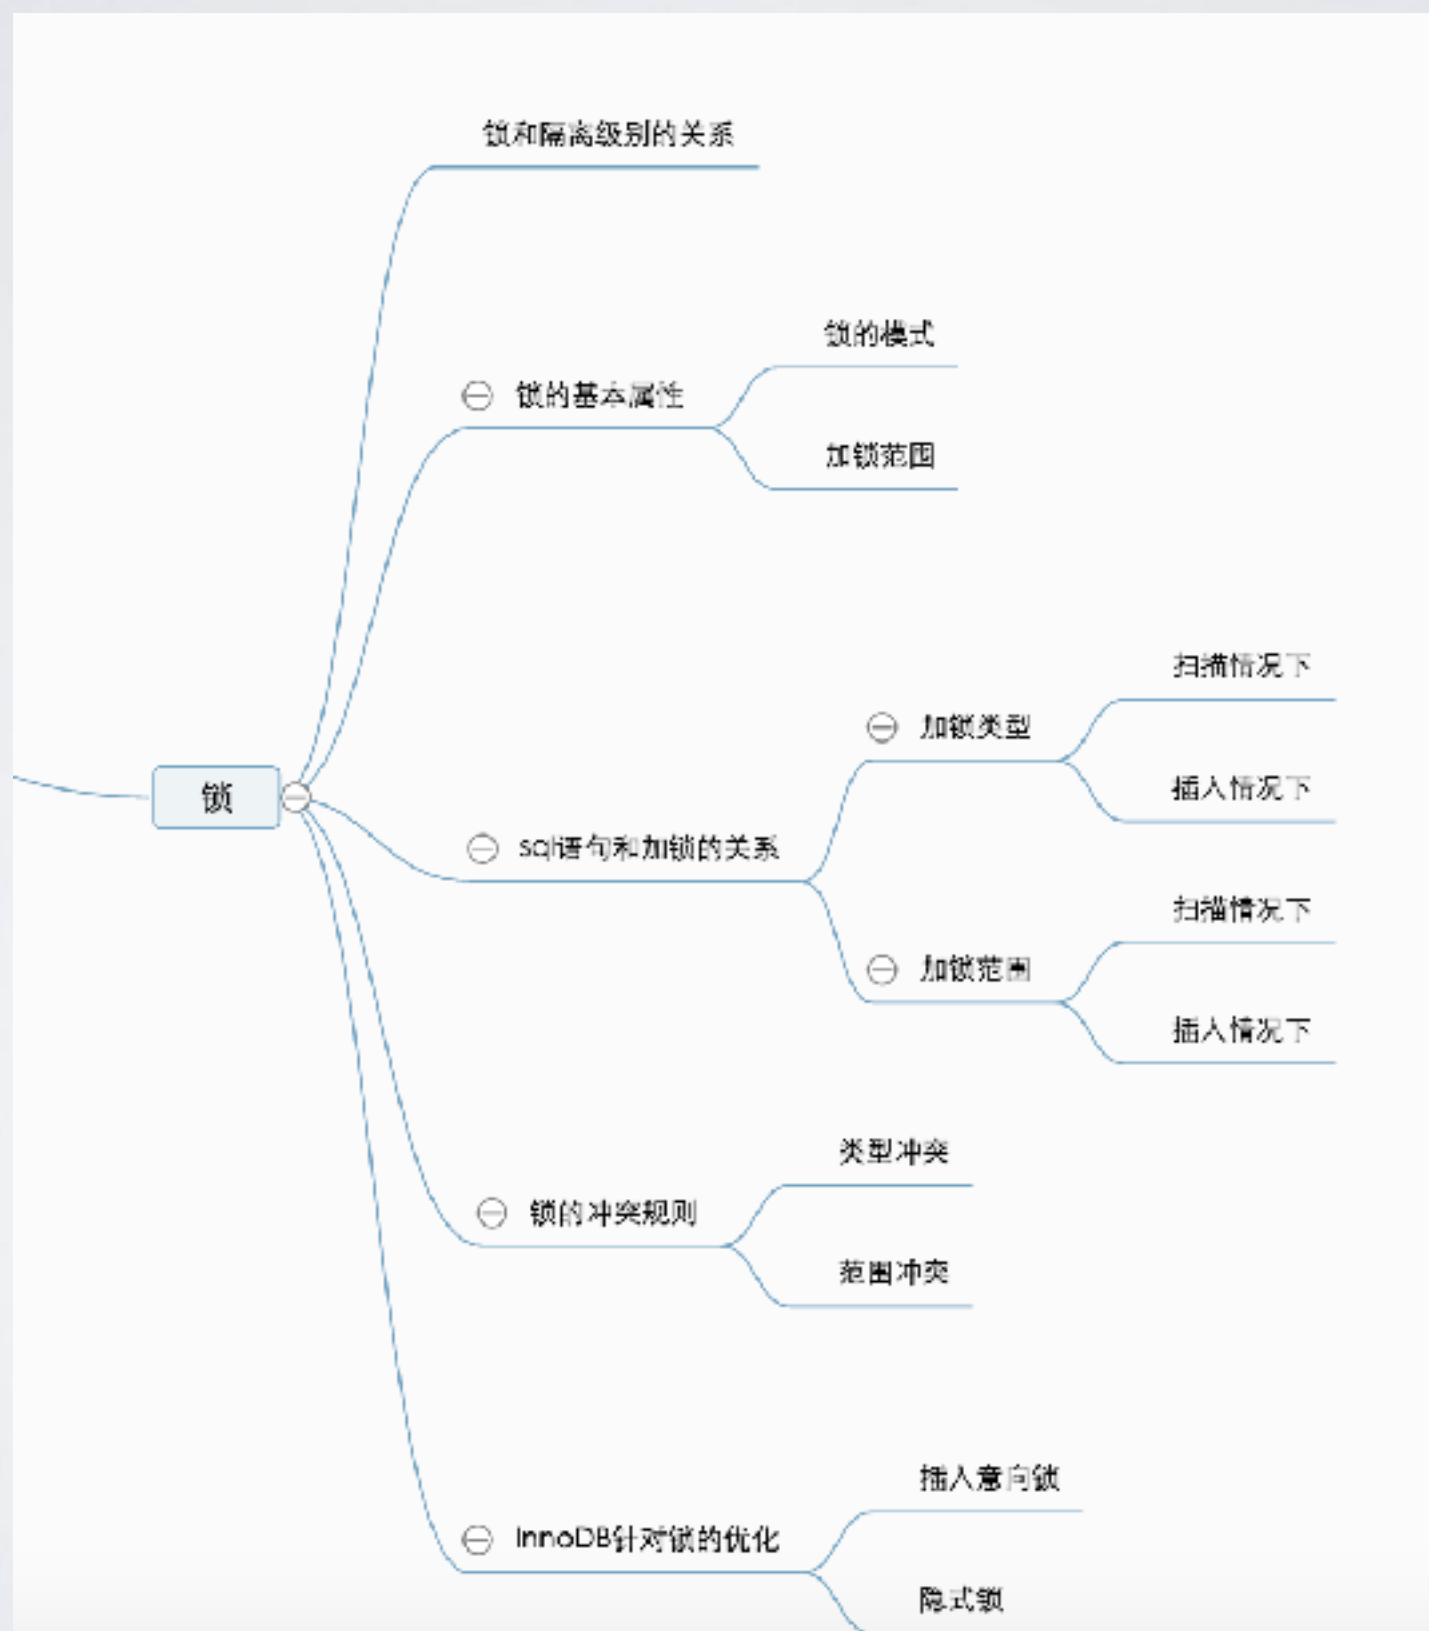 锁和隔离级别的关系
锁的模式
锁的基本属性
加锁范围
扫描情况下
加锁类型
插入情况下
锁
sql语句和加锁的关系
扫描情况下
加锁范围
插入情况下
类型冲突
锁的冲突规则
范围冲突
插入意向锁
InnoDB针对锁的优化
隐式锁